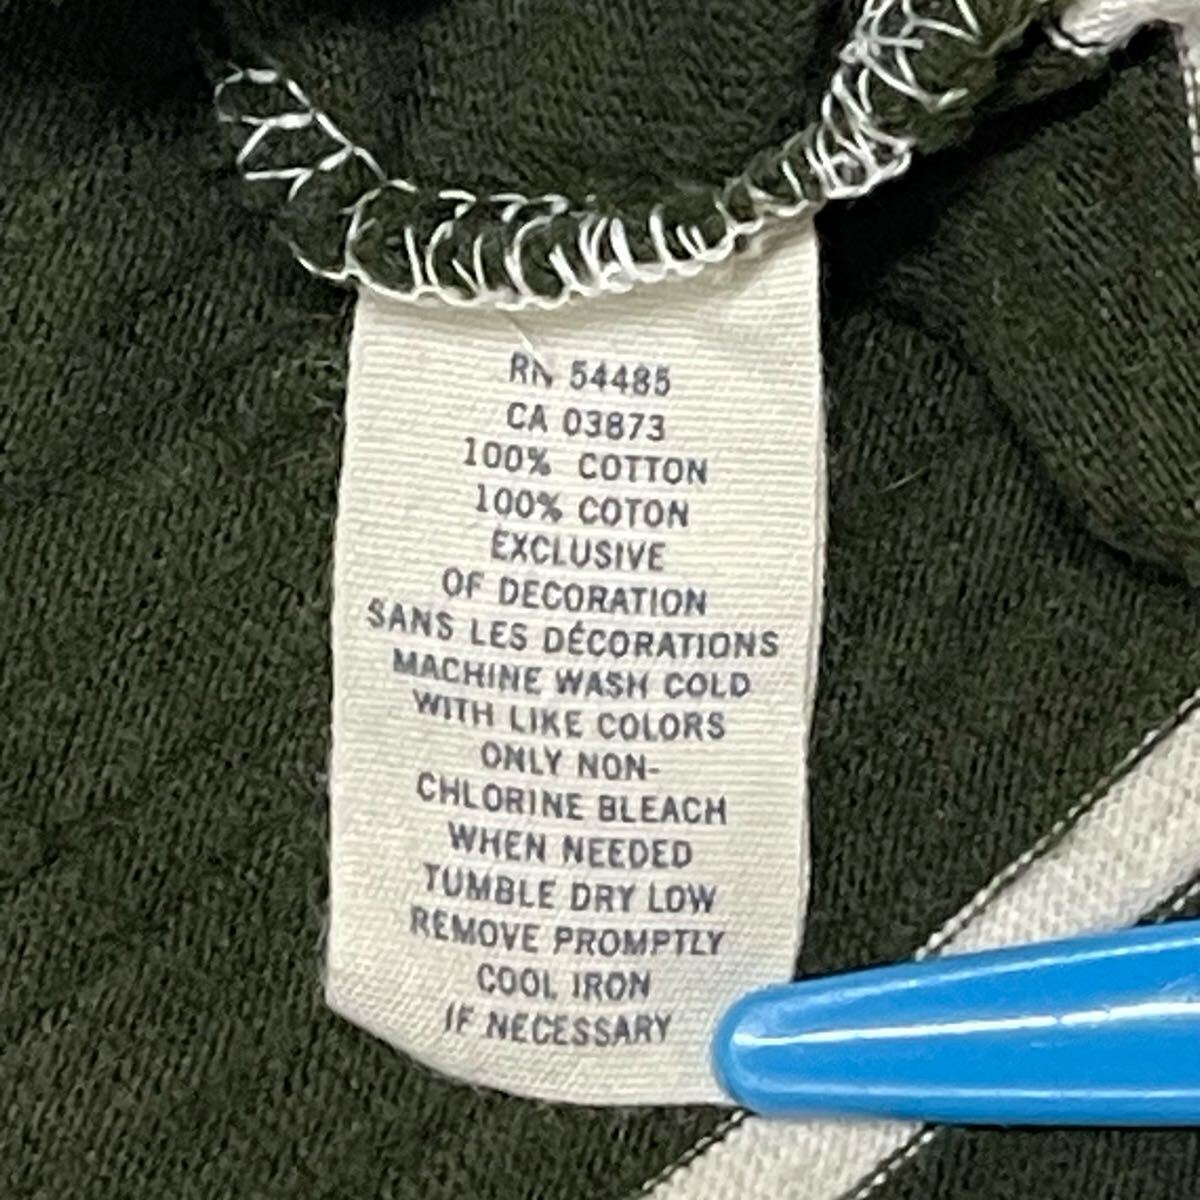 RN 54485
CA 03873
100% COTTON
100% COTON
EXCLUSIVE
OF DECORATION
SANS LES DÉCORATIONS
MACHINE WASH COLD
WITH LIKE COLORS
ONLY NON-
CHLORINE BLEACH
WHEN NEEDED
TUMBLE DRY LOW
REMOVE PROMPTLY
COOL IRON
IF NECESSARY